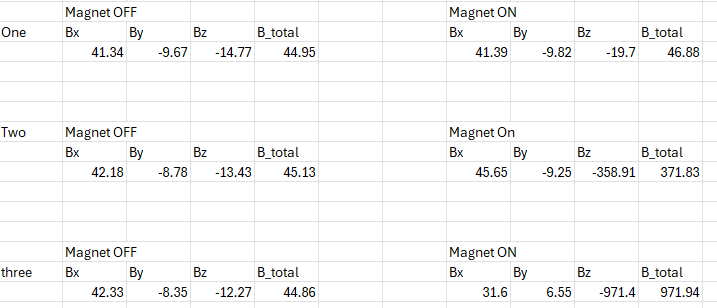 Magnet OFF Magnet ON
One Bx By Bz B_total Bx By Bz B_total
41.34 -9.67 -14.77 44.95 41.39 -9.82 -19.7 46.88
Two Magnet OFF Magnet On
Bx By Bz B_total Bx By Bz B_total
42.18 -8.78 -13.43 45.13 45.65 -9.25 -358.91 371.83
Magnet OFF Magnet ON
three Bx By Bz B_total Bx By Bz B_total
42.33 -8.35 -12.27 44.86 31.6 6.55 -971.4 971.94